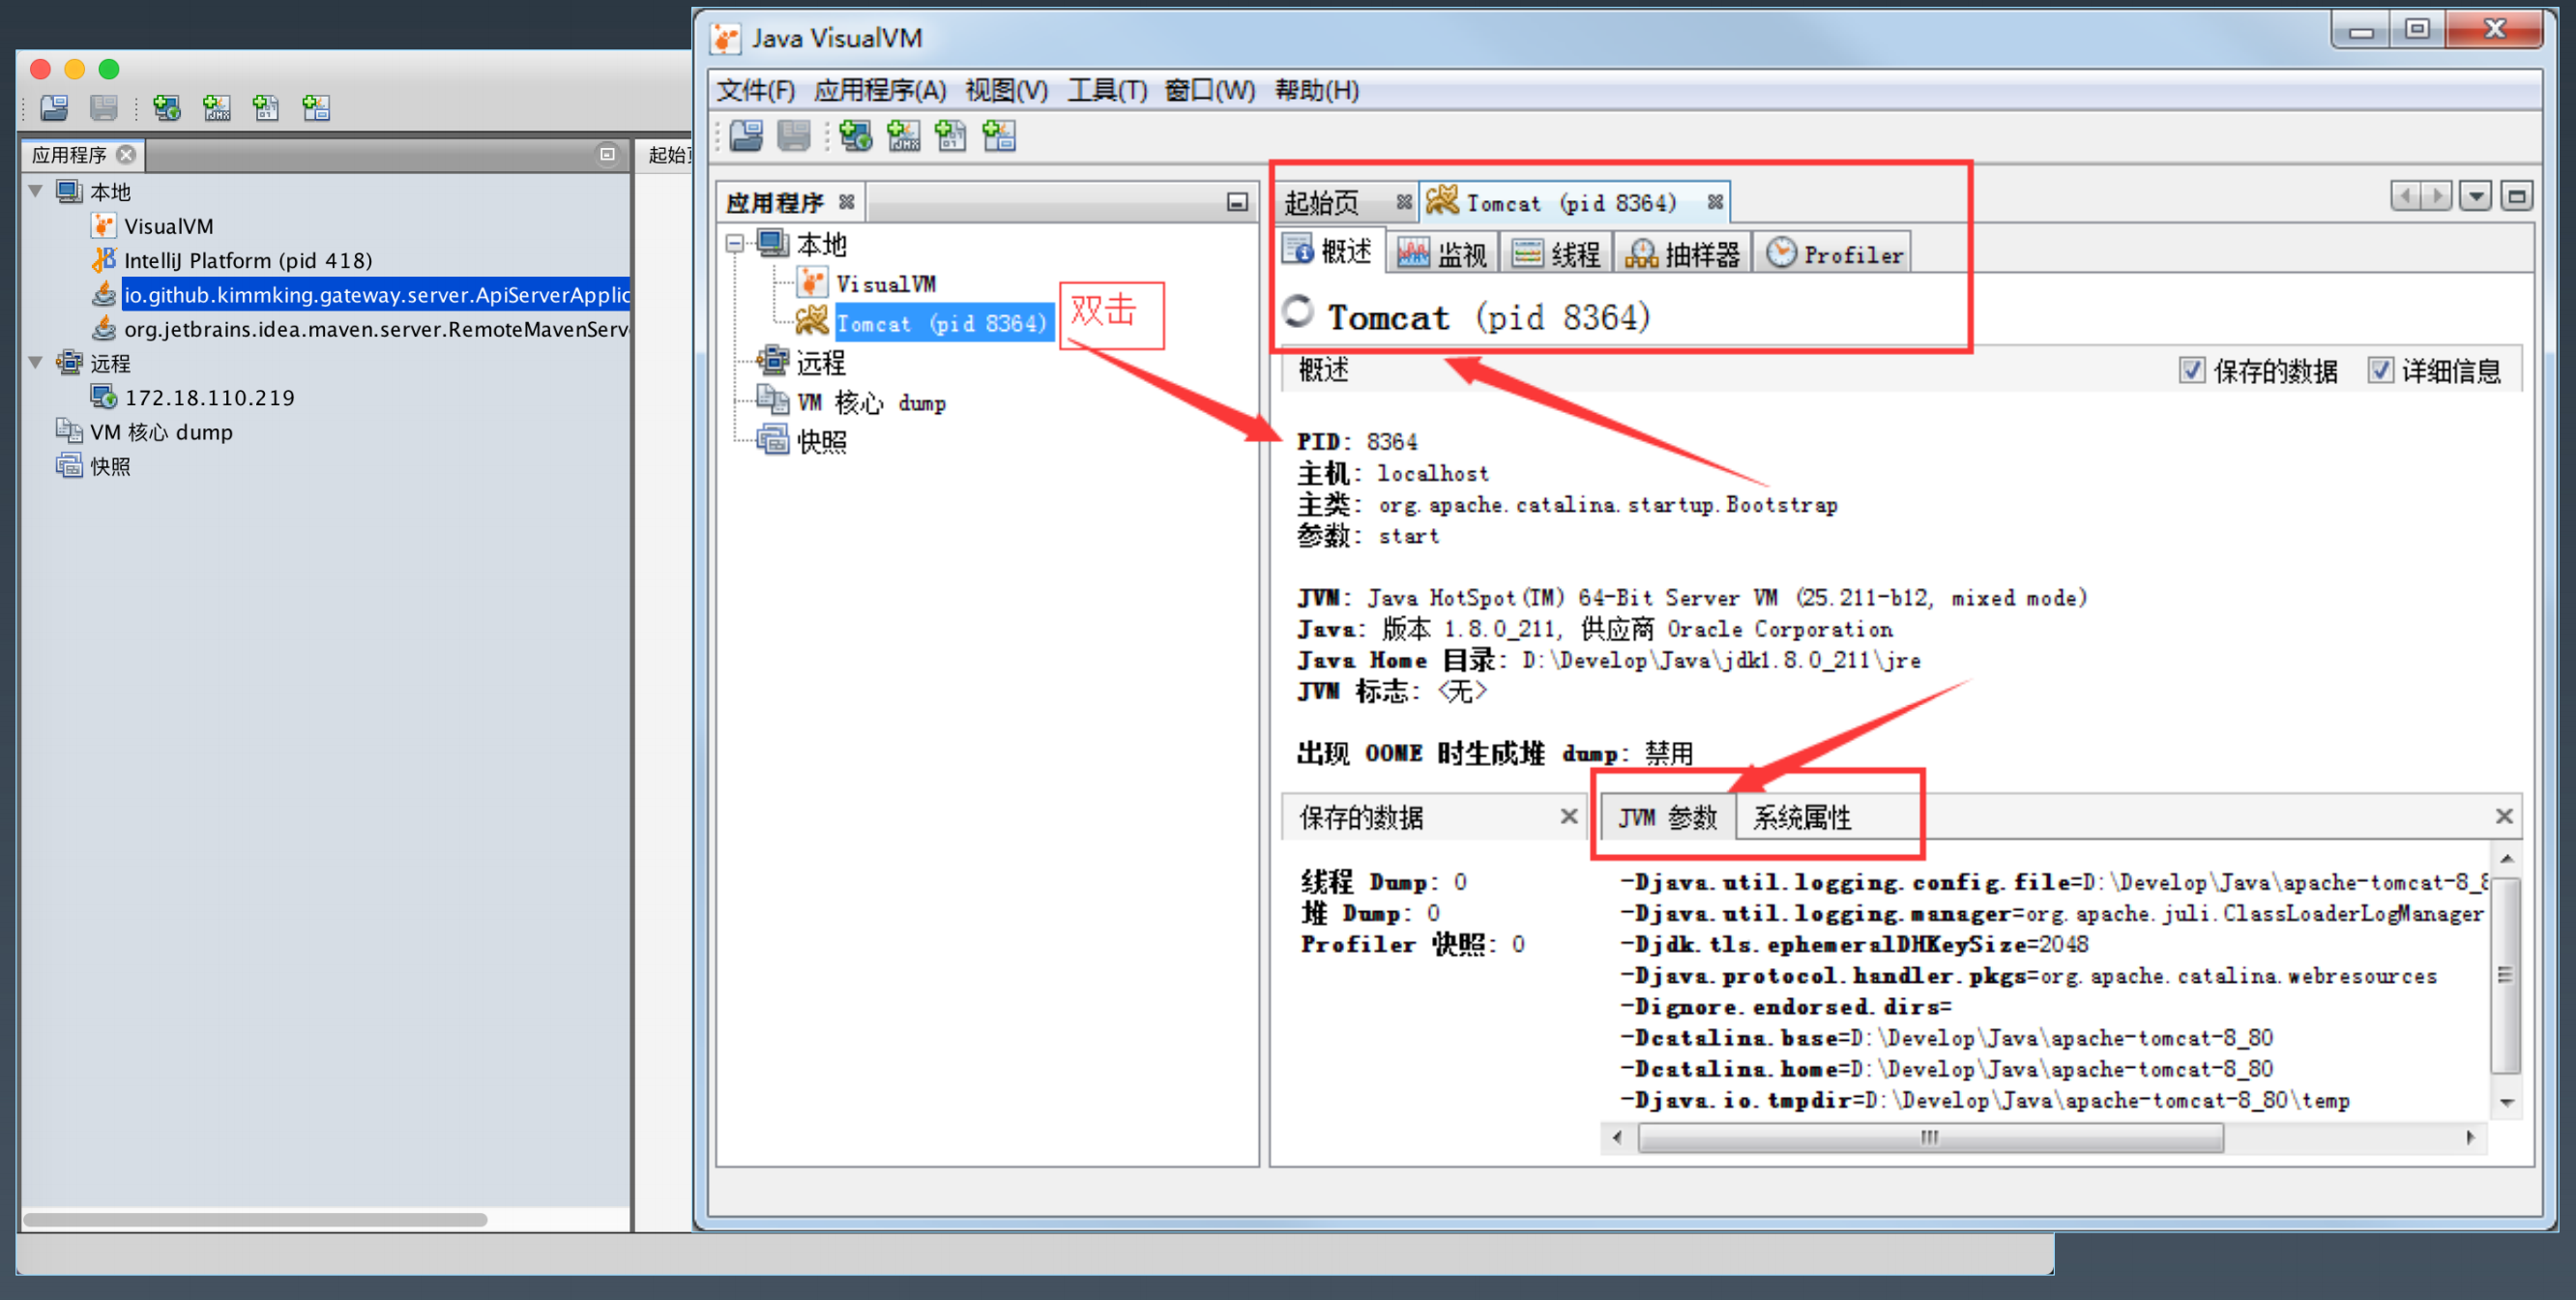 应用程序
起始
本地
VisualVM
IntelliJ Platform (pid 418)
io.github.kimmking.gateway.server.ApiServerApplic
org.jetbrains.idea.maven.server.RemoteMavenServ
远程
172.18.110.219
VM 核心 dump
快照
Java VisualVM
文件(F) 应用程序(A) 视图(V) 工具(T) 窗口(W) 帮助(H)
应用程序
本地
VisualVM
Tomcat (pid 8364)
双击
远程
VM 核心 dump
快照
起始页 Tomcat (pid 8364)
概述 监视 线程 抽样器 Profiler
Tomcat (pid 8364)
概述 保存的数据 详细信息
PID: 8364
主机: localhost
主类: org.apache.catalina.startup.Bootstrap
参数: start
JVM: Java HotSpot(TM) 64-Bit Server VM (25.211-b12, mixed mode)
Java: 版本 1.8.0_211, 供应商 Oracle Corporation
Java Home 目录: D:\Develop\Java\jdk1.8.0_211\jre
JVM 标志: <无>
出现 OOME 时生成堆 dump: 禁用
保存的数据
线程 Dump: 0
堆 Dump: 0
Profiler 快照: 0
JVM 参数 系统属性
-Djava.util.logging.config.file=D:\Develop\Java\apache-tomcat-8_8
-Djava.util.logging.manager=org.apache.juli.ClassLoaderLogManager
-Djdk.tls.ephemeralDHKeySize=2048
-Djava.protocol.handler.pkgs=org.apache.catalina.webresources
-Dignore.endorsed.dirs=
-Dcatalina.base=D:\Develop\Java\apache-tomcat-8_80
-Dcatalina.home=D:\Develop\Java\apache-tomcat-8_80
-Djava.io.tmpdir=D:\Develop\Java\apache-tomcat-8_80\temp